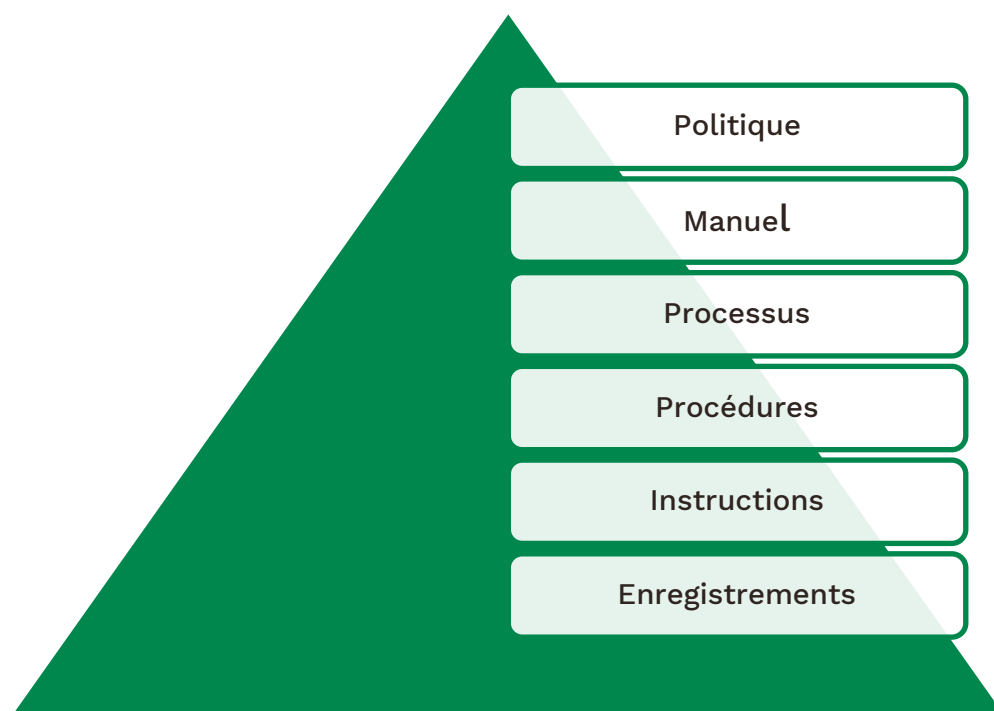 Politique
Manuel
Processus
Procédures
Instructions
Enregistrements